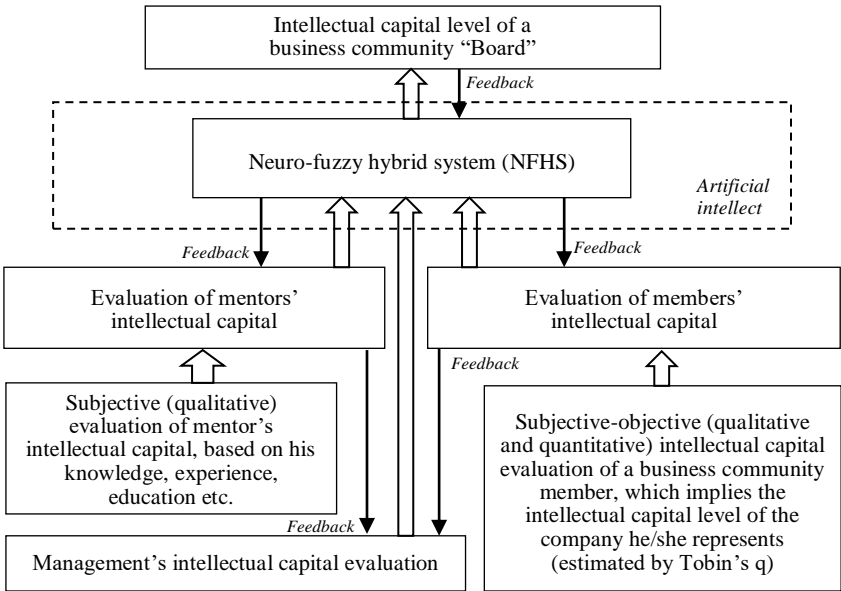 Intellectual capital level of a
business community “Board”
Feedback
Neuro-fuzzy hybrid system (NFHS)
Artificial
intellect
Feedback
Feedback
Evaluation of mentors’
intellectual capital
Evaluation of members’
intellectual capital
Feedback
Subjective (qualitative)
evaluation of mentor’s
intellectual capital, based on his
knowledge, experience,
education etc.
Subjective-objective (qualitative
and quantitative) intellectual capital
evaluation of a business community
member, which implies the
intellectual capital level of the
company he/she represents
(estimated by Tobin’s q)
Feedback
Management’s intellectual capital evaluation